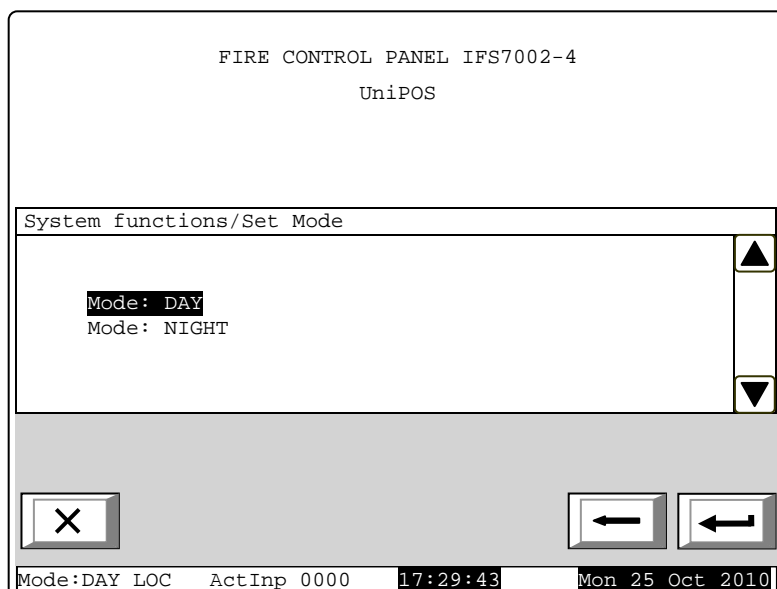 FIRE CONTROL PANEL IFS7002-4
UniPOS
System functions/Set Mode
Mode: DAY
Mode: NIGHT
Mode:DAY LOC ActInp 0000 17:29:43 Mon 25 Oct 2010